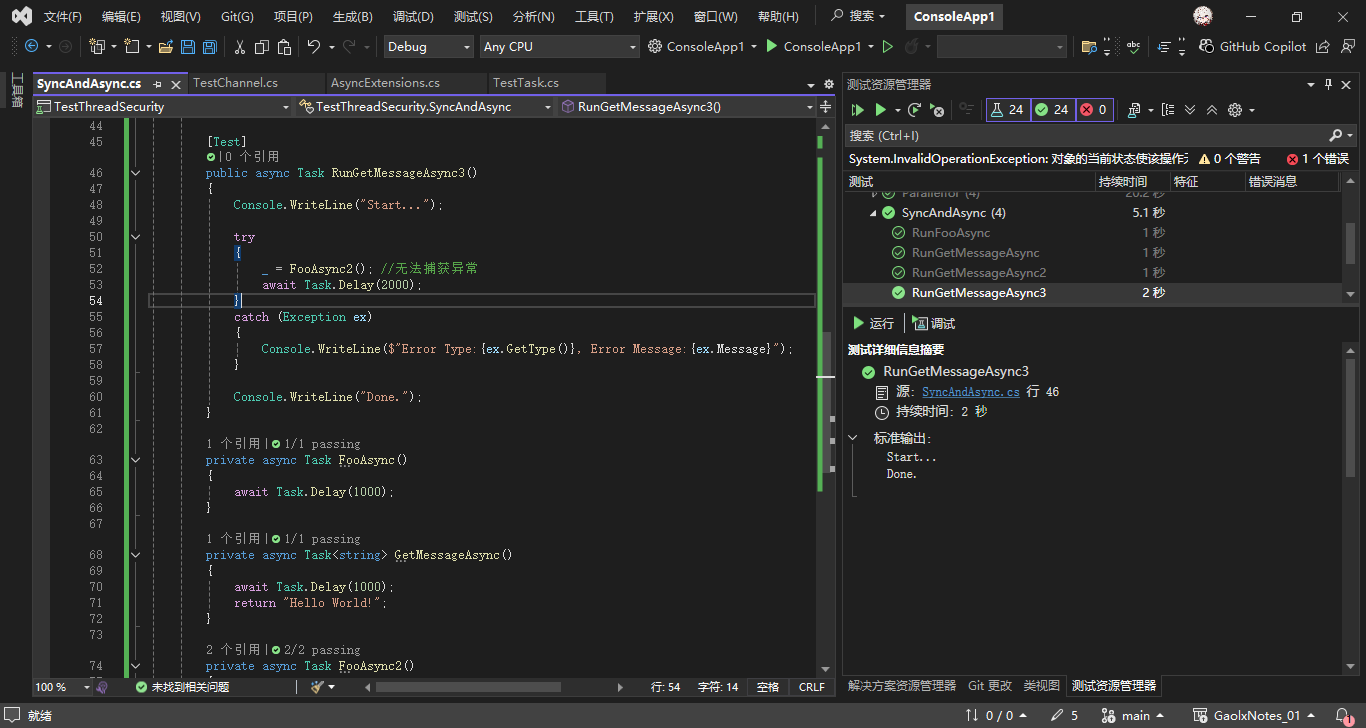 文件(F) 编辑(E) 视图(V) Git(G) 项目(P) 生成(B) 调试(D) 测试(S) 分析(N) 工具(T) 扩展(X) 窗口(W) 帮助(H) 搜索 ConsoleApp1
Debug Any CPU ConsoleApp1 ConsoleApp1 GitHub Copilot
工具箱
SyncAndAsync.cs TestChannel.cs AsyncExtensions.cs TestTask.cs
TestThreadSecurity TestThreadSecurity.SyncAndAsync RunGetMessageAsync3()
44
45 [Test]
0 个引用
46 public async Task RunGetMessageAsync3()
47 {
48 Console.WriteLine("Start...");
49
50 try
51 {
52 _ = FooAsync2(); //无法捕获异常
53 await Task.Delay(2000);
54 }
55 catch (Exception ex)
56 {
57 Console.WriteLine($"Error Type:{ex.GetType()}, Error Message:{ex.Message}");
58 }
59
60 Console.WriteLine("Done.");
61 }
62
1 个引用 1/1 passing
63 private async Task FooAsync()
64 {
65 await Task.Delay(1000);
66 }
67
1 个引用 1/1 passing
68 private async Task<string> GetMessageAsync()
69 {
70 await Task.Delay(1000);
71 return "Hello World!";
72 }
73
2 个引用 2/2 passing
74 private async Task FooAsync2()
100 % 未找到相关问题 行: 54 字符: 14 空格 CRLF
测试资源管理器
24 24 0
搜索 (Ctrl+I)
System.InvalidOperationException: 对象的当前状态使该操作无 0 个警告 1 个错误
测试 持续时间 特征 错误消息
SyncAndAsync (4) 5.1 秒
RunFooAsync 1 秒
RunGetMessageAsync 1 秒
RunGetMessageAsync2 1 秒
RunGetMessageAsync3 2 秒
运行 调试
测试详细信息摘要
RunGetMessageAsync3
源: SyncAndAsync.cs 行 46
持续时间: 2 秒
标准输出:
Start...
Done.
解决方案资源管理器 Git 更改 类视图 测试资源管理器
就绪 0 / 0 5 main GaolxNotes_01 1